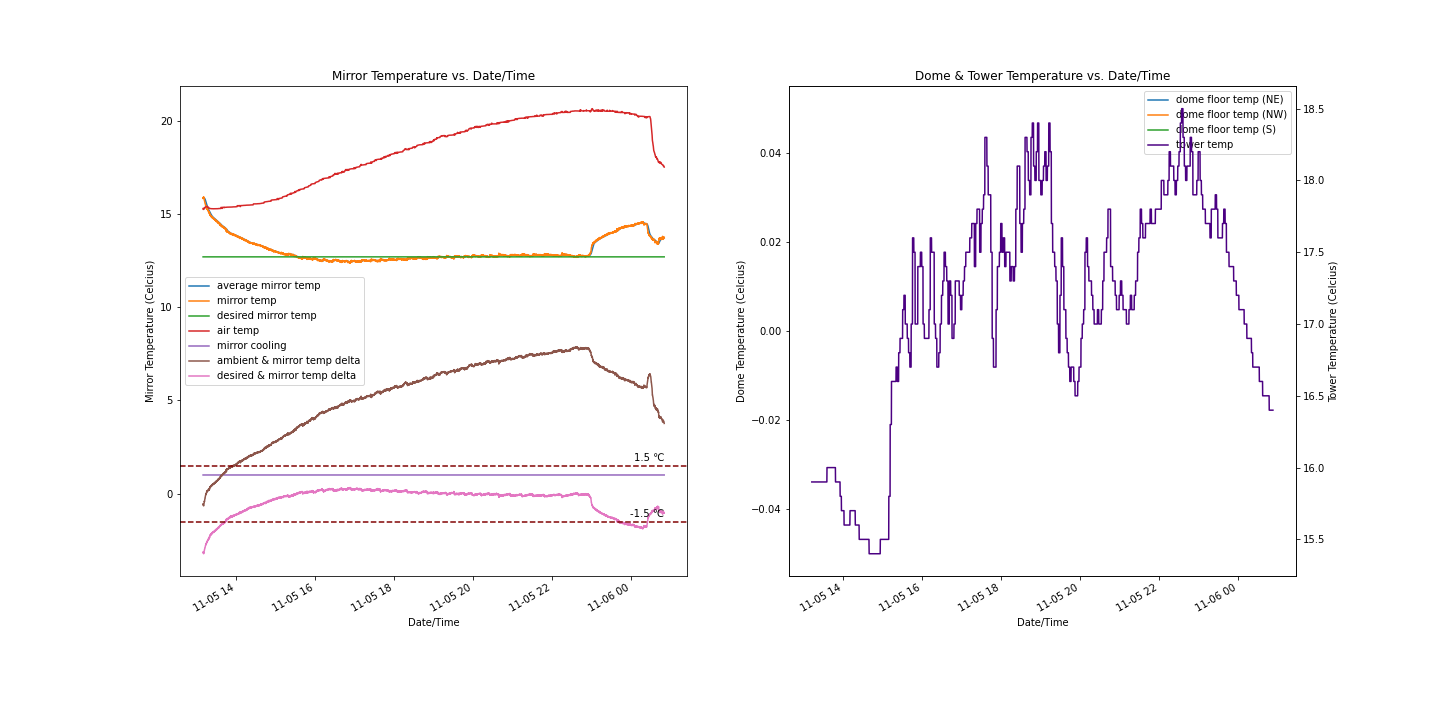 Mirror Temperature vs. Date/Time
Mirror Temperature (Celcius)
20
15
10
5
0
average mirror temp
mirror temp
desired mirror temp
air temp
mirror cooling
ambient & mirror temp delta
desired & mirror temp delta
1.5 °C
-1.5 °C
11-05 14
11-05 16
11-05 18
11-05 20
11-05 22
11-06 00
Date/Time
Dome & Tower Temperature vs. Date/Time
Dome Temperature (Celcius)
0.04
0.02
0.00
−0.02
−0.04
dome floor temp (NE)
dome floor temp (NW)
dome floor temp (S)
tower temp
18.5
18.0
17.5
17.0
16.5
16.0
15.5
Tower Temperature (Celcius)
11-05 14
11-05 16
11-05 18
11-05 20
11-05 22
11-06 00
Date/Time